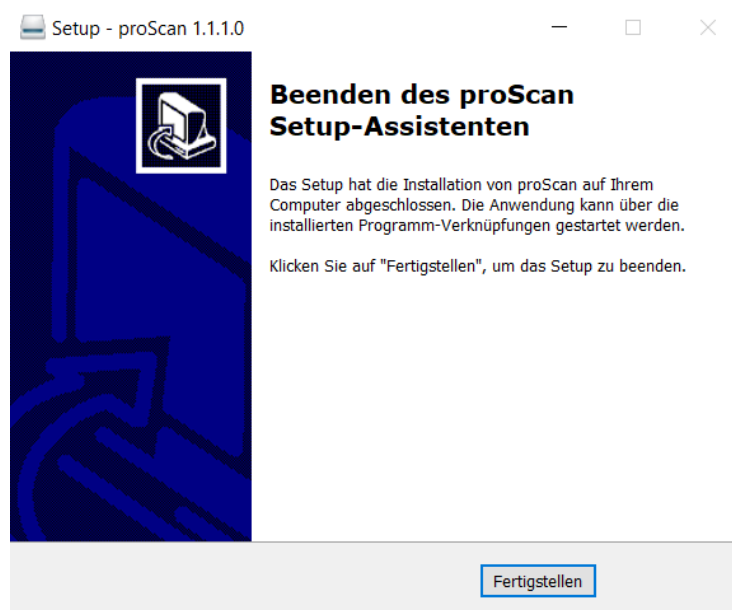 Setup - proScan 1.1.1.0
Beenden des proScan
Setup-Assistenten
Das Setup hat die Installation von proScan auf Ihrem
Computer abgeschlossen. Die Anwendung kann über die
installierten Programm-Verknüpfungen gestartet werden.
Klicken Sie auf "Fertigstellen", um das Setup zu beenden.
Fertigstellen